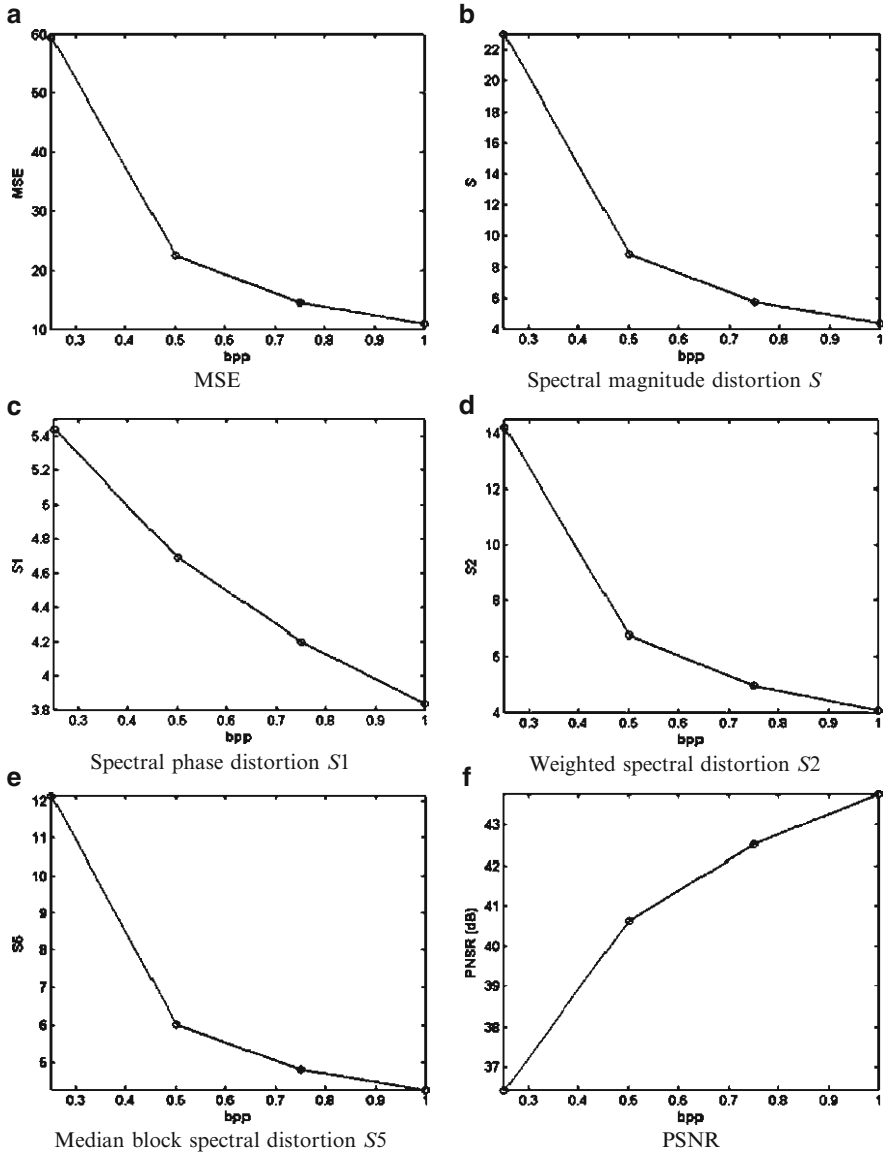 a
60
50
40
30
20
10
MSE
0.3 0.4 0.5 0.6 0.7 0.8 0.9 1
bpp
MSE
b
22
20
18
16
14
12
10
8
6
4
S
0.3 0.4 0.5 0.6 0.7 0.8 0.9 1
bpp
Spectral magnitude distortion S
c
5.4
5.2
5
4.8
4.6
4.4
4.2
4
3.8
S1
0.3 0.4 0.5 0.6 0.7 0.8 0.9 1
bpp
Spectral phase distortion S1
d
14
12
10
8
6
4
S2
0.3 0.4 0.5 0.6 0.7 0.8 0.9 1
bpp
Weighted spectral distortion S2
e
12
11
10
9
8
7
6
5
S5
0.3 0.4 0.5 0.6 0.7 0.8 0.9 1
bpp
Median block spectral distortion S5
f
43
42
41
40
39
38
37
PNSR (dB)
0.3 0.4 0.5 0.6 0.7 0.8 0.9 1
bpp
PSNR